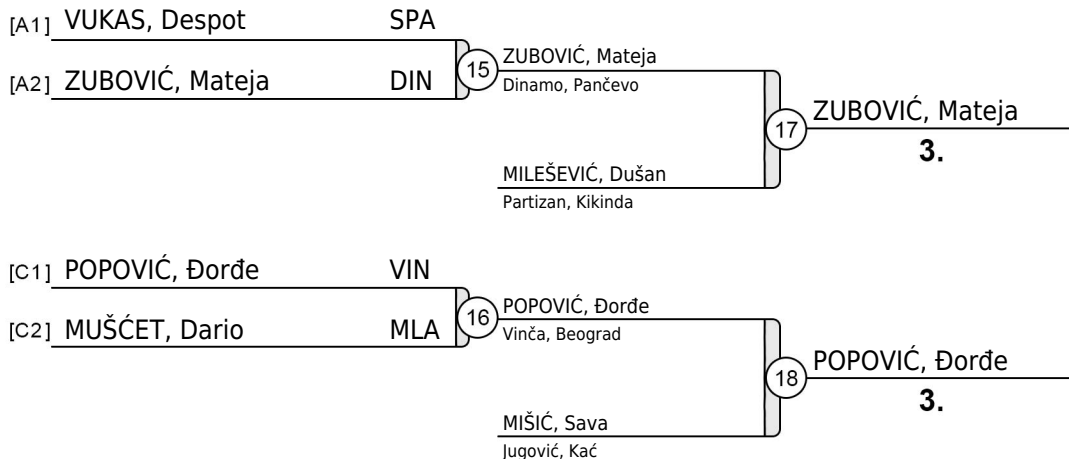 [A1] VUKAS, Despot SPA
[A2] ZUBOVIĆ, Mateja DIN
15
ZUBOVIĆ, Mateja
Dinamo, Pančevo
MILEŠEVIĆ, Dušan
Partizan, Kikinda
17
ZUBOVIĆ, Mateja
3.
[C1] POPOVIĆ, Đorđe VIN
[C2] MUŠĆET, Dario MLA
16
POPOVIĆ, Đorđe
Vinča, Beograd
MIŠIĆ, Sava
Jugović, Kać
18
POPOVIĆ, Đorđe
3.